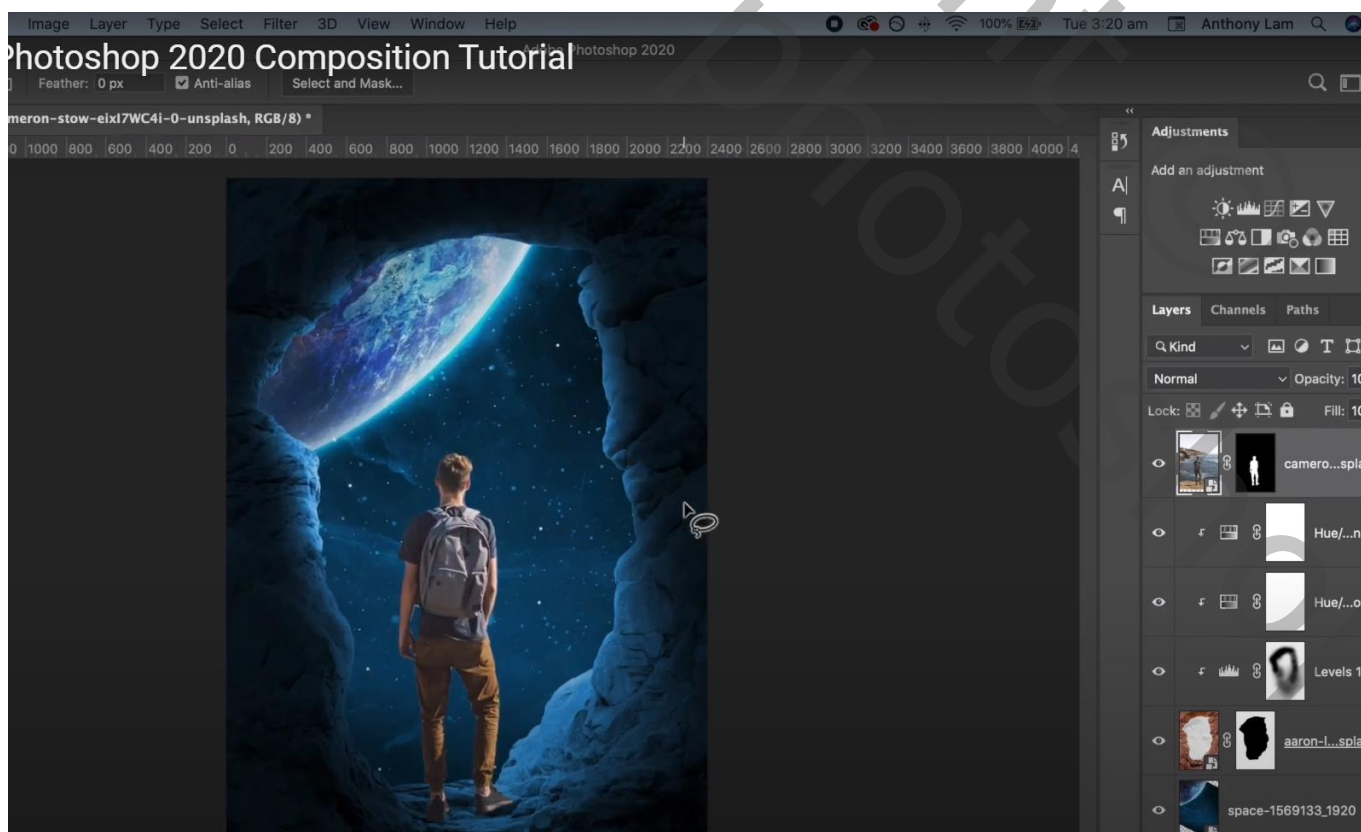 Image Layer Type Select Filter 3D View Window Help 100% Tue 3:20 am Anthony Lam
Photoshop 2020 Composition Tutorial
Photoshop 2020
Feather: 0 px Anti-alias Select and Mask...
meron-stow-eixI7WC4i-0-unsplash, RGB/8) *
0 1000 800 600 400 200 0 200 400 600 800 1000 1200 1400 1600 1800 2000 2200 2400 2600 2800 3000 3200 3400 3600 3800 4000 4
Adjustments
Add an adjustment
Layers Channels Paths
Kind
Normal Opacity: 10
Lock: Fill: 10
camero...spla
Hue/...n
Hue/...o
Levels 1
aaron-l...spla
space-1569133_1920
photos